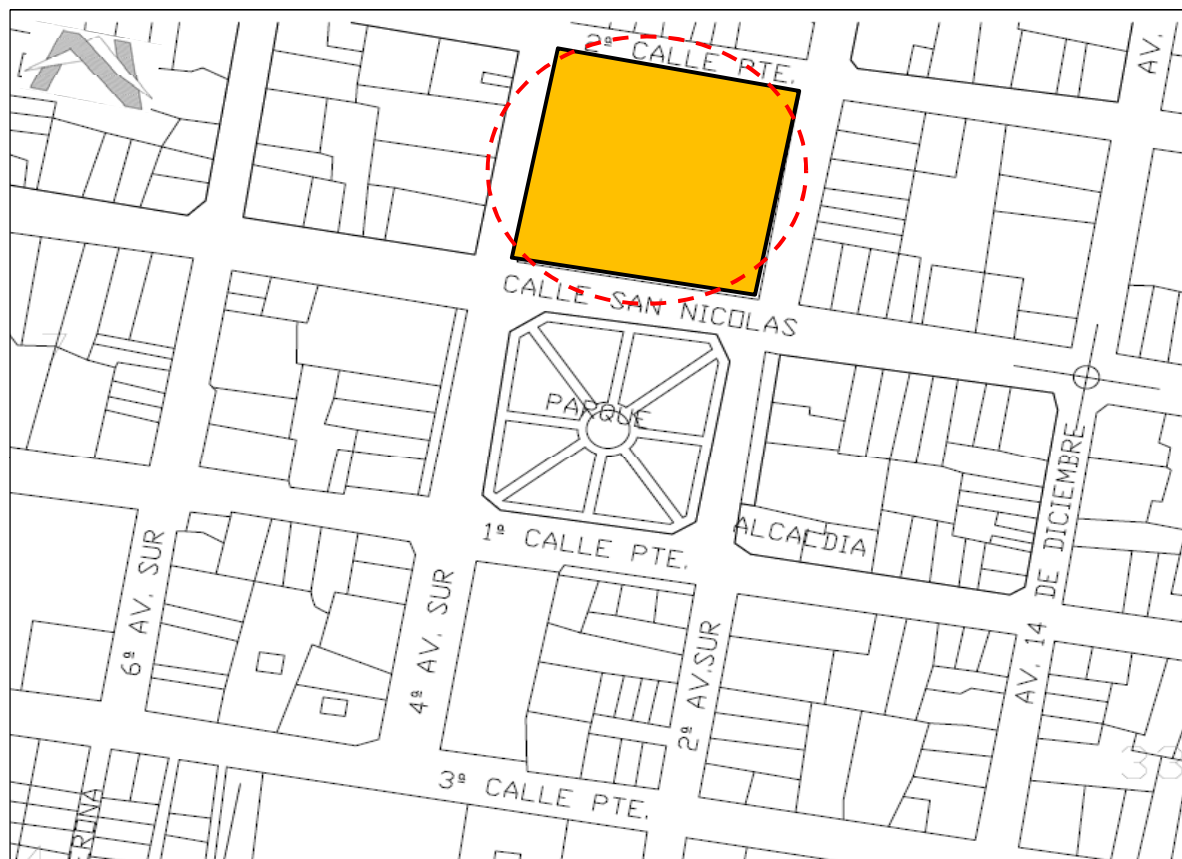 2ª CALLE PTE.
AV.
CALLE SAN NICOLAS
PARQUE
1ª CALLE PTE.
ALCALDIA
AV. 14 DE DICIEMBRE
6ª AV. SUR
4ª AV. SUR
2ª AV.SUR
3ª CALLE PTE.
33